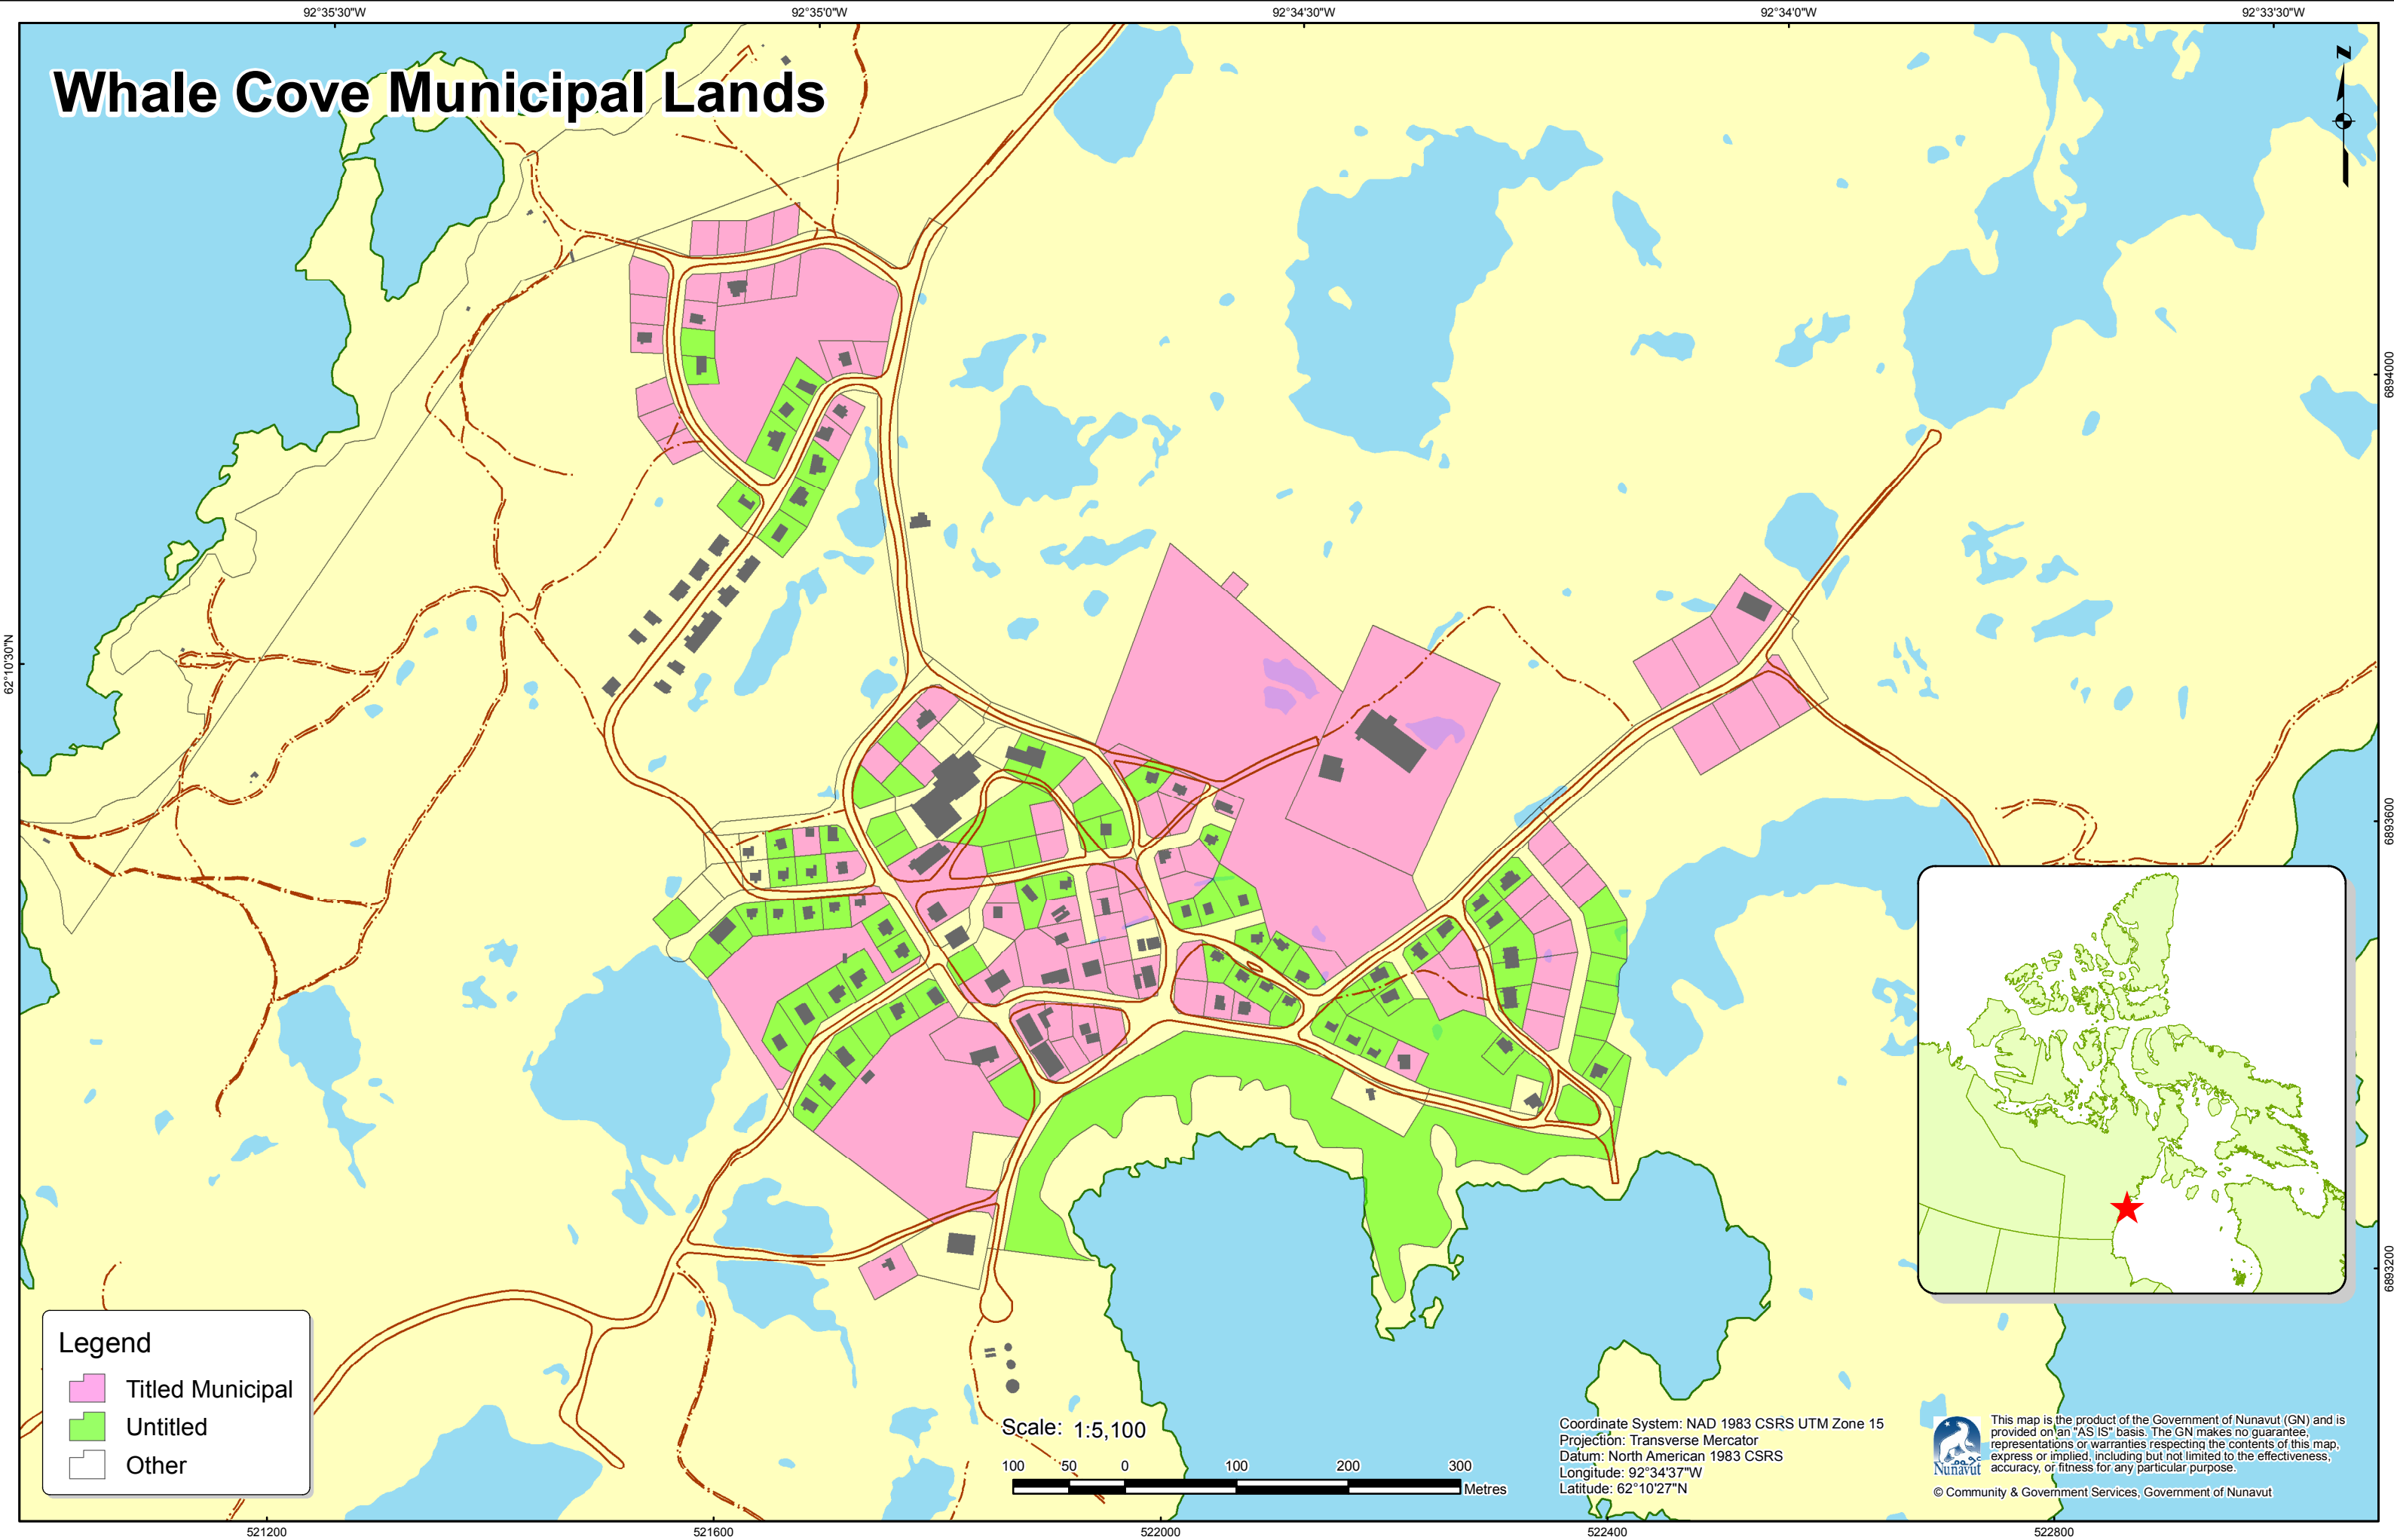 92°35'30"W
92°35'0"W
92°34'30"W
92°34'0"W
92°33'30"W
Whale Cove Municipal Lands
N
6894000
62°10'30"N
6893600
6893200
Legend
Titled Municipal
Untitled
Other
Scale: 1:5,100
100 50 0 100 200 300
Metres
Coordinate System: NAD 1983 CSRS UTM Zone 15
Projection: Transverse Mercator
Datum: North American 1983 CSRS
Longitude: 92°34'37"W
Latitude: 62°10'27"N
Nunavut
This map is the product of the Government of Nunavut (GN) and is
provided on an "AS IS" basis. The GN makes no guarantee,
representations or warranties respecting the contents of this map,
express or implied, including but not limited to the effectiveness,
accuracy, or fitness for any particular purpose.
© Community & Government Services, Government of Nunavut
521200
521600
522000
522400
522800